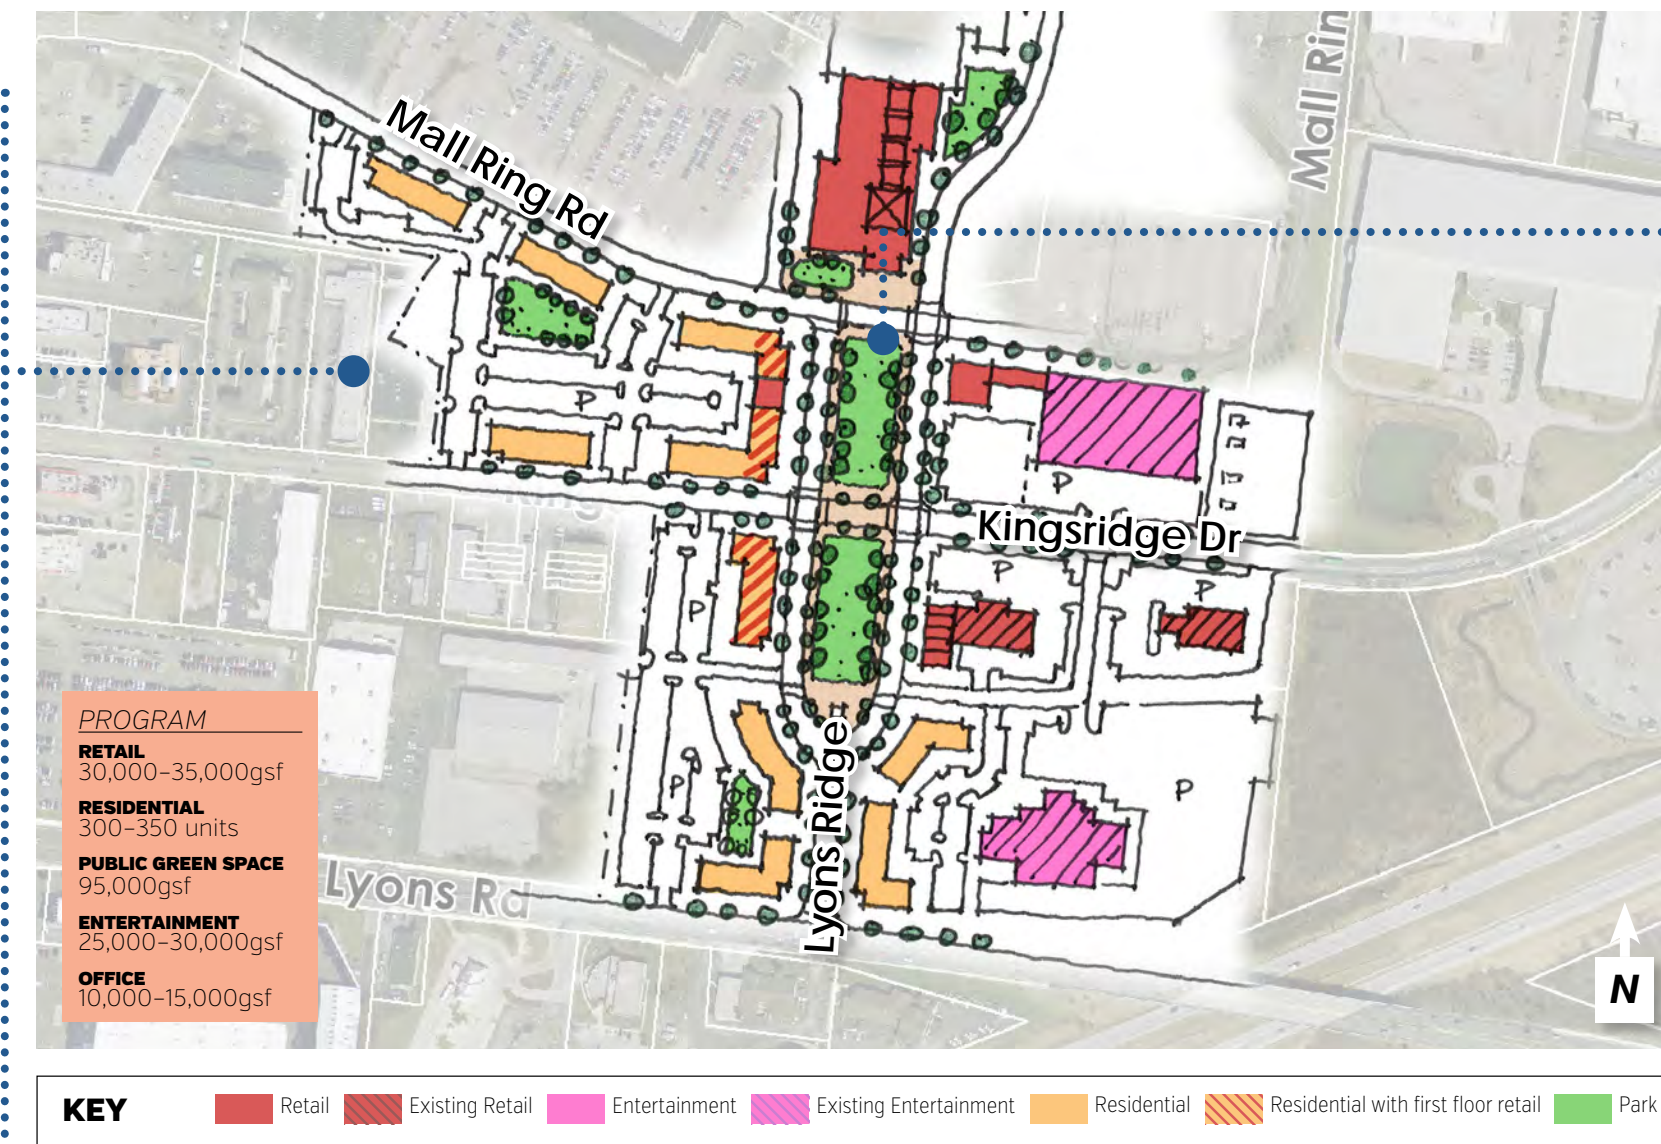 Mall Ring Rd
Mall Rin
P
King
P
Kingsridge Dr
P
P
P
PROGRAM
RETAIL
30,000–35,000gsf
RESIDENTIAL
300–350 units
PUBLIC GREEN SPACE
95,000gsf
ENTERTAINMENT
25,000–30,000gsf
OFFICE
10,000–15,000gsf
P
P
Lyons Ridge
Lyons Rd
N
KEY
Retail
Existing Retail
Entertainment
Existing Entertainment
Residential
Residential with first floor retail
Park